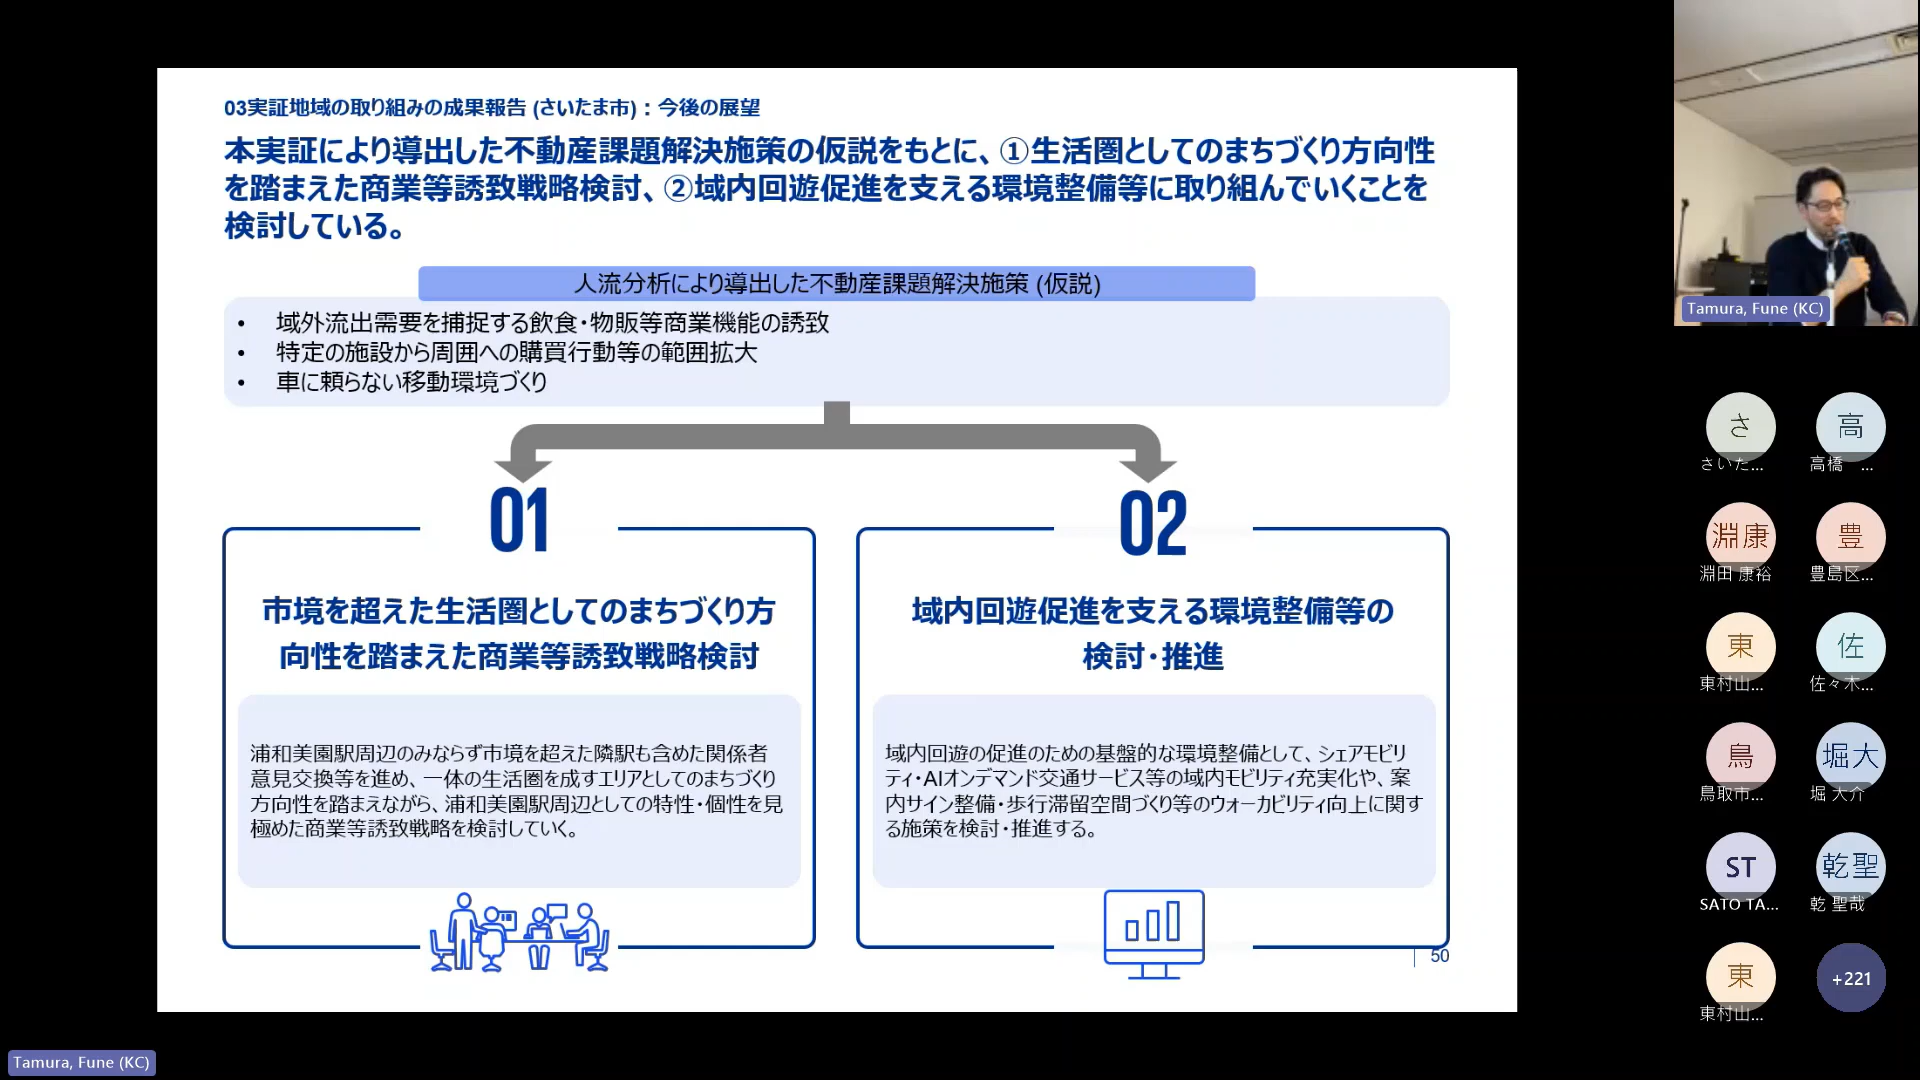 03実証地域の取り組みの成果報告 (さいたま市)：今後の展望
本実証により導出した不動産課題解決施策の仮説をもとに、①生活圏としてのまちづくり方向性
を踏まえた商業等誘致戦略検討、②域内回遊促進を支える環境整備等に取り組んでいくことを
検討している。
人流分析により導出した不動産課題解決施策 (仮説)
• 域外流出需要を捕捉する飲食・物販等商業機能の誘致
• 特定の施設から周囲への購買行動等の範囲拡大
• 車に頼らない移動環境づくり
01
市境を超えた生活圏としてのまちづくり方
向性を踏まえた商業等誘致戦略検討
浦和美園駅周辺のみならず市境を超えた隣駅も含めた関係者
意見交換等を進め、一体の生活圏を成すエリアとしてのまちづくり
方向性を踏まえながら、浦和美園駅周辺としての特性・個性を見
極めた商業等誘致戦略を検討していく。
02
域内回遊促進を支える環境整備等の
検討・推進
域内回遊の促進のための基盤的な環境整備として、シェアモビリ
ティ・AIオンデマンド交通サービス等の域内モビリティ充実化や、案
内サイン整備・歩行滞留空間づくり等のウォーカビリティ向上に関す
る施策を検討・推進する。
50
Tamura, Fune (KC)
さ
さいた...
高
高橋 ...
淵康
淵田 康裕
豊
豊島区...
東
東村山...
佐
佐々木...
鳥
鳥取市...
堀大
堀 大介
ST
SATO TA...
乾聖
乾 聖哉
東
東村山...
+221
Tamura, Fune (KC)